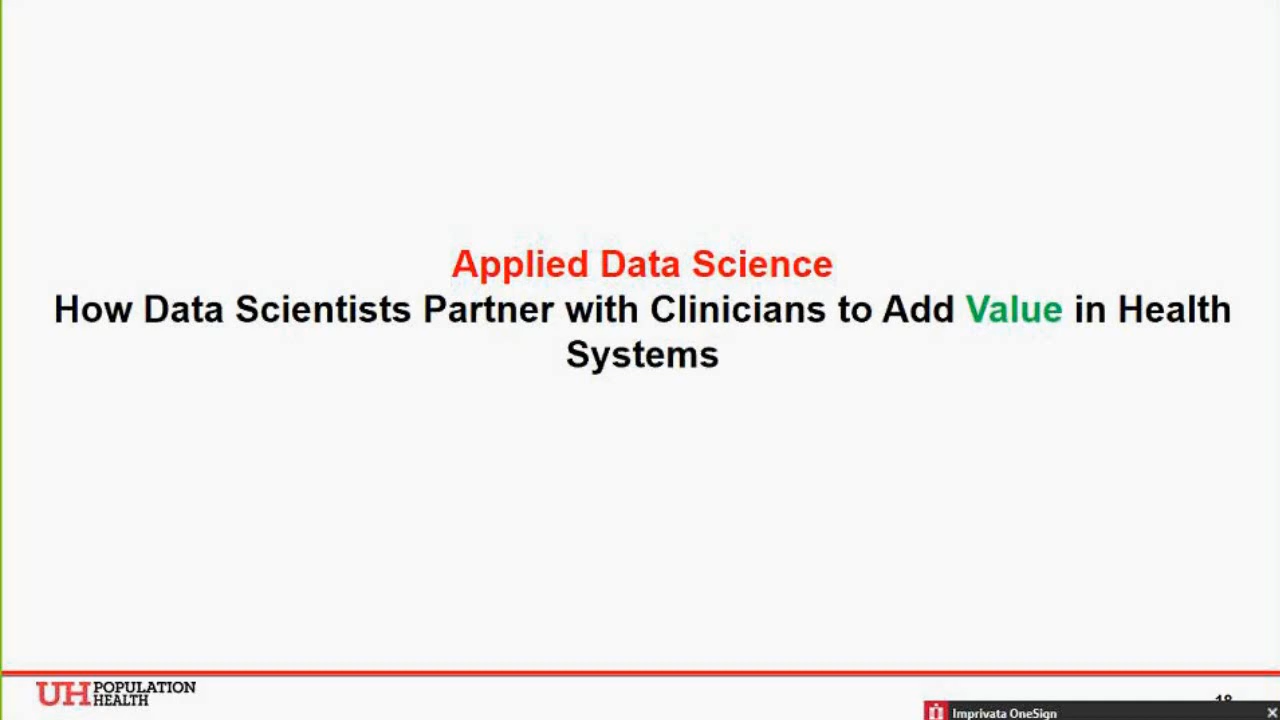 Applied Data Science
How Data Scientists Partner with Clinicians to Add Value in Health
Systems
UH POPULATION
HEALTH
18
Imprivata OneSign